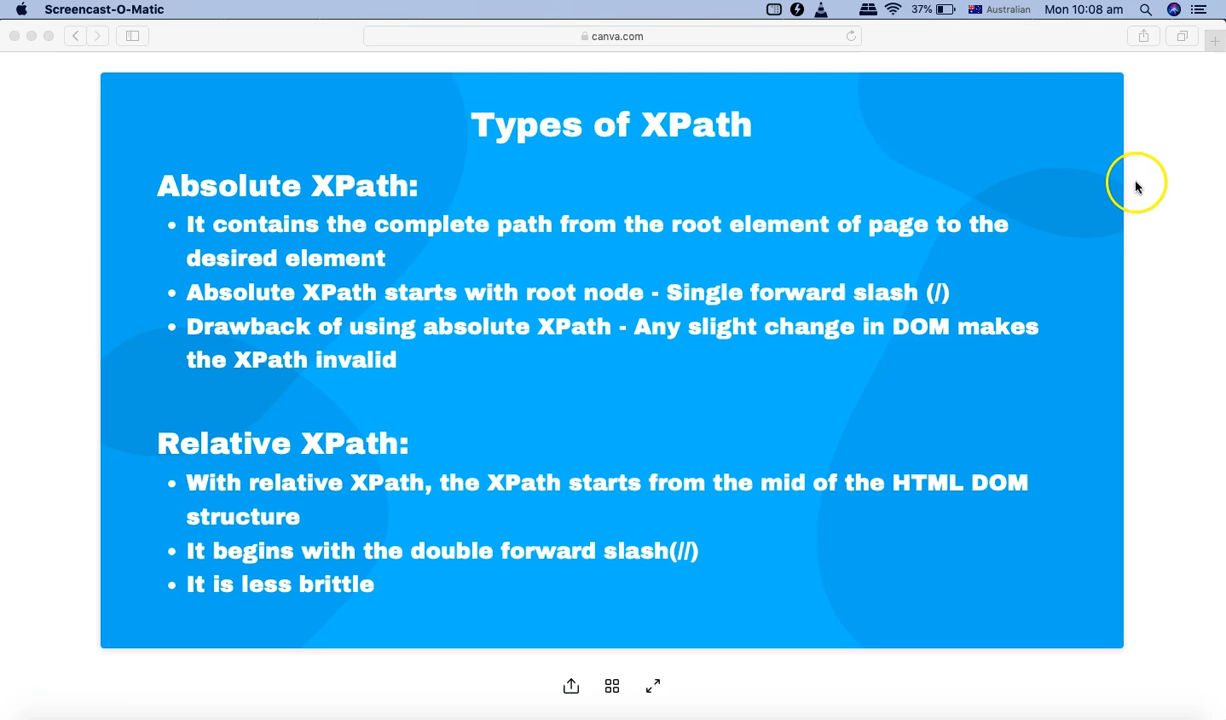 Screencast-O-Matic
37%
Australian
Mon 10:08 am
canva.com
Types of XPath
Absolute XPath:
• It contains the complete path from the root element of page to the
desired element
• Absolute XPath starts with root node - Single forward slash (/)
• Drawback of using absolute XPath - Any slight change in DOM makes
the XPath invalid
Relative XPath:
• With relative XPath, the XPath starts from the mid of the HTML DOM
structure
• It begins with the double forward slash(//)
• It is less brittle